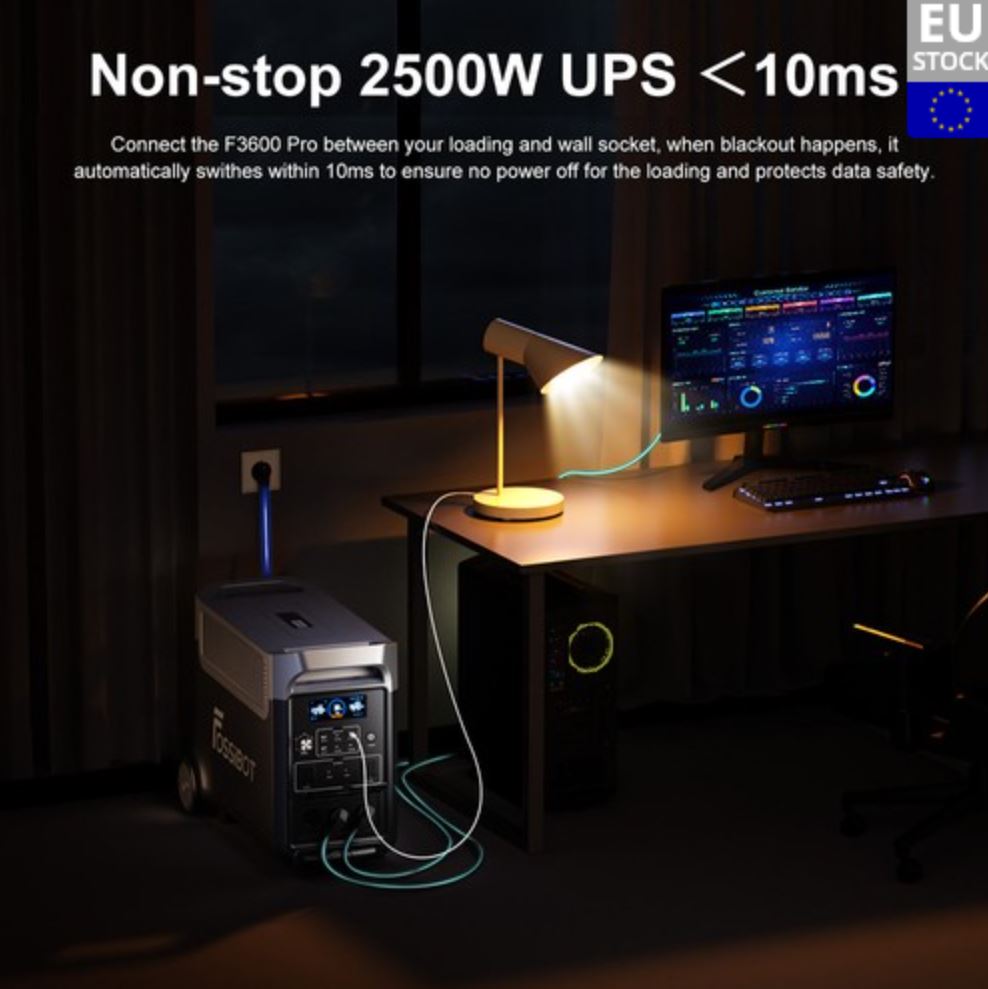 EU
STOCK
Non-stop 2500W UPS <10ms
Connect the F3600 Pro between your loading and wall socket, when blackout happens, it
automatically swithes within 10ms to ensure no power off for the loading and protects data safety.
Customer Service
FOSSIBOT